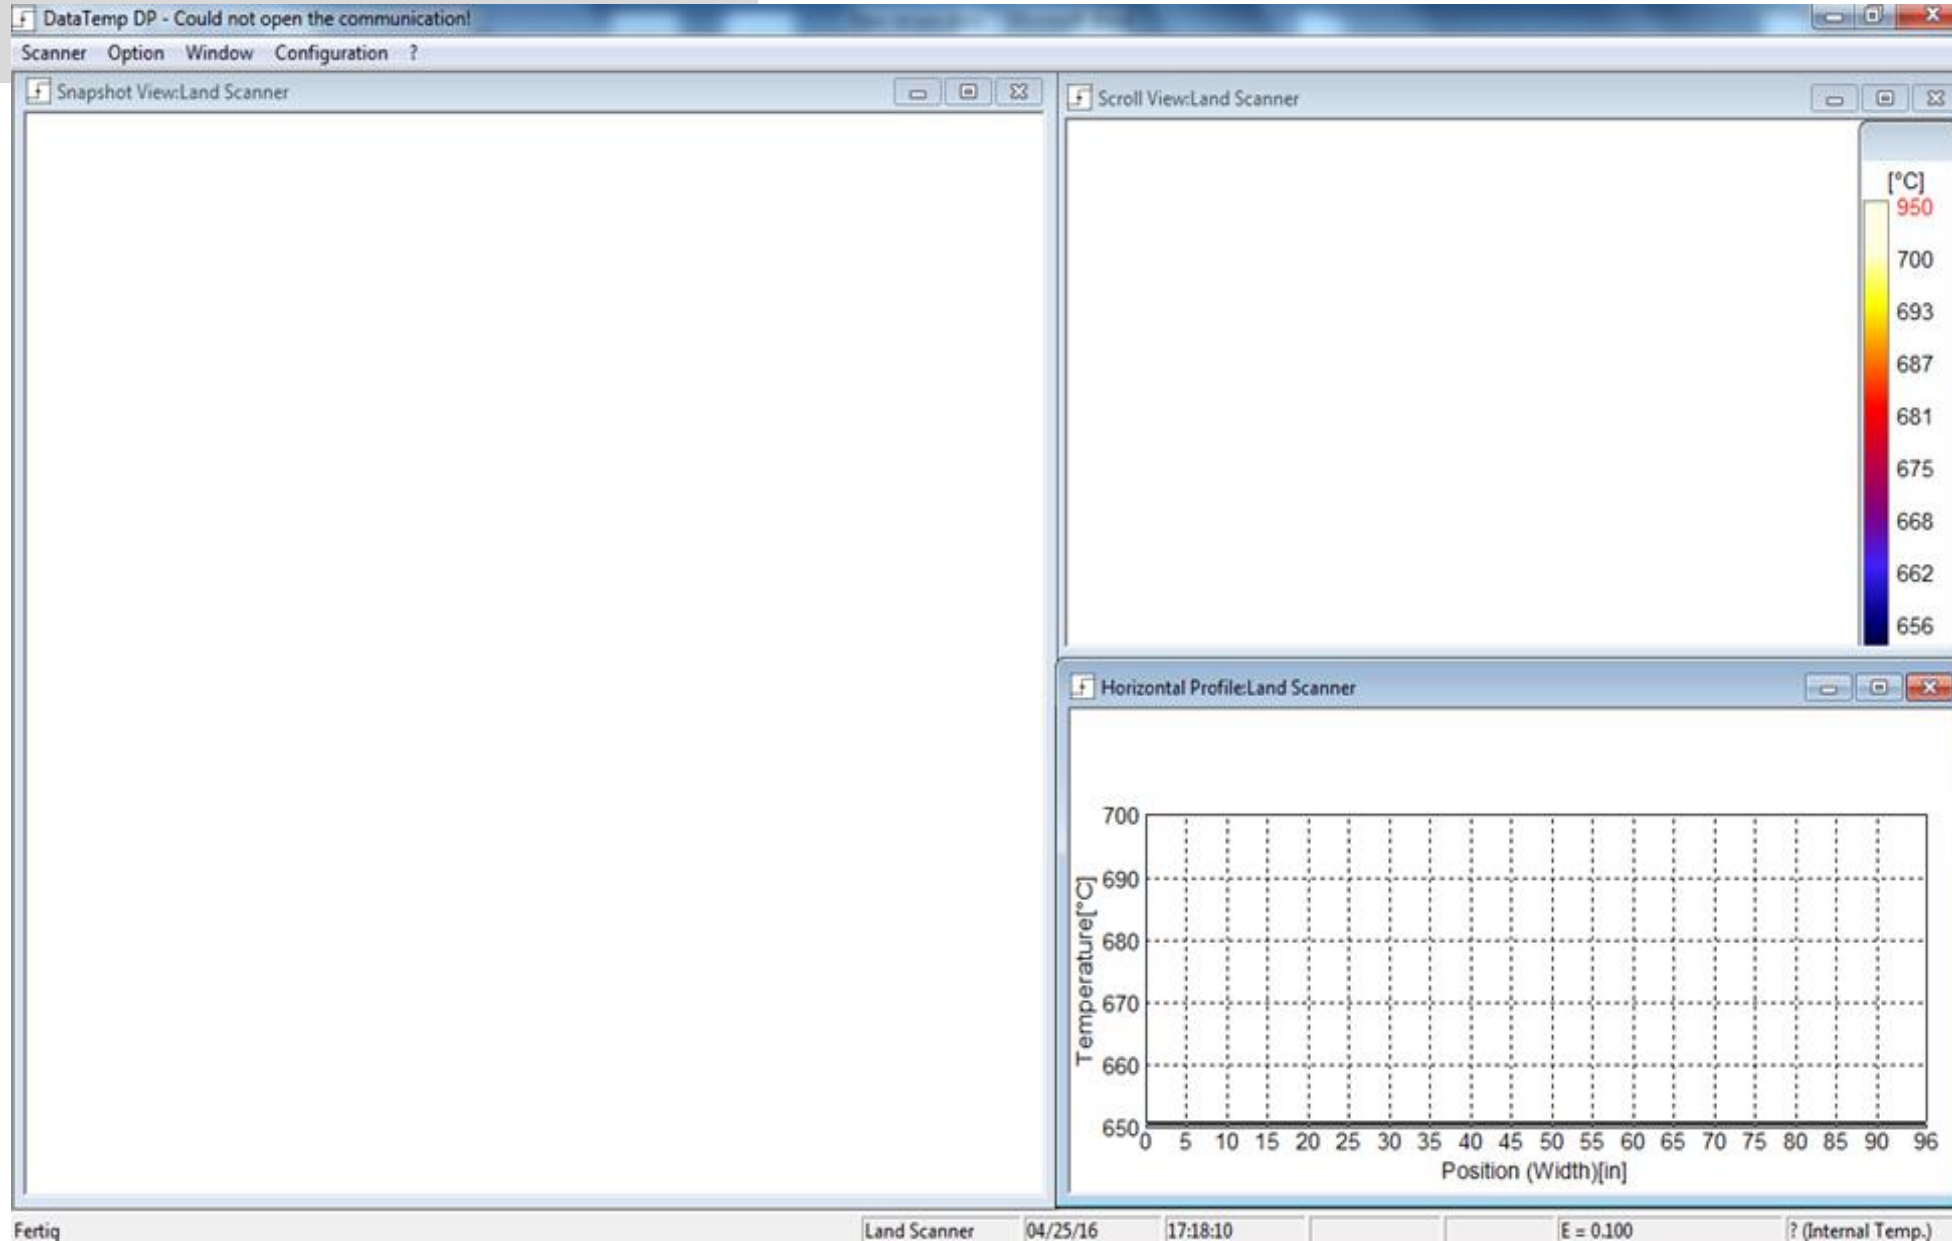 DataTemp DP - Could not open the communication!
Scanner Option Window Configuration ?
Snapshot View:Land Scanner
Scroll View:Land Scanner
[°C]
950
700
693
687
681
675
668
662
656
Horizontal Profile:Land Scanner
Temperature[°C]
700
690
680
670
660
650
0 5 10 15 20 25 30 35 40 45 50 55 60 65 70 75 80 85 90 96
Position (Width)[in]
Fertig Land Scanner 04/25/16 17:18:10 E = 0.100 ? (Internal Temp.)